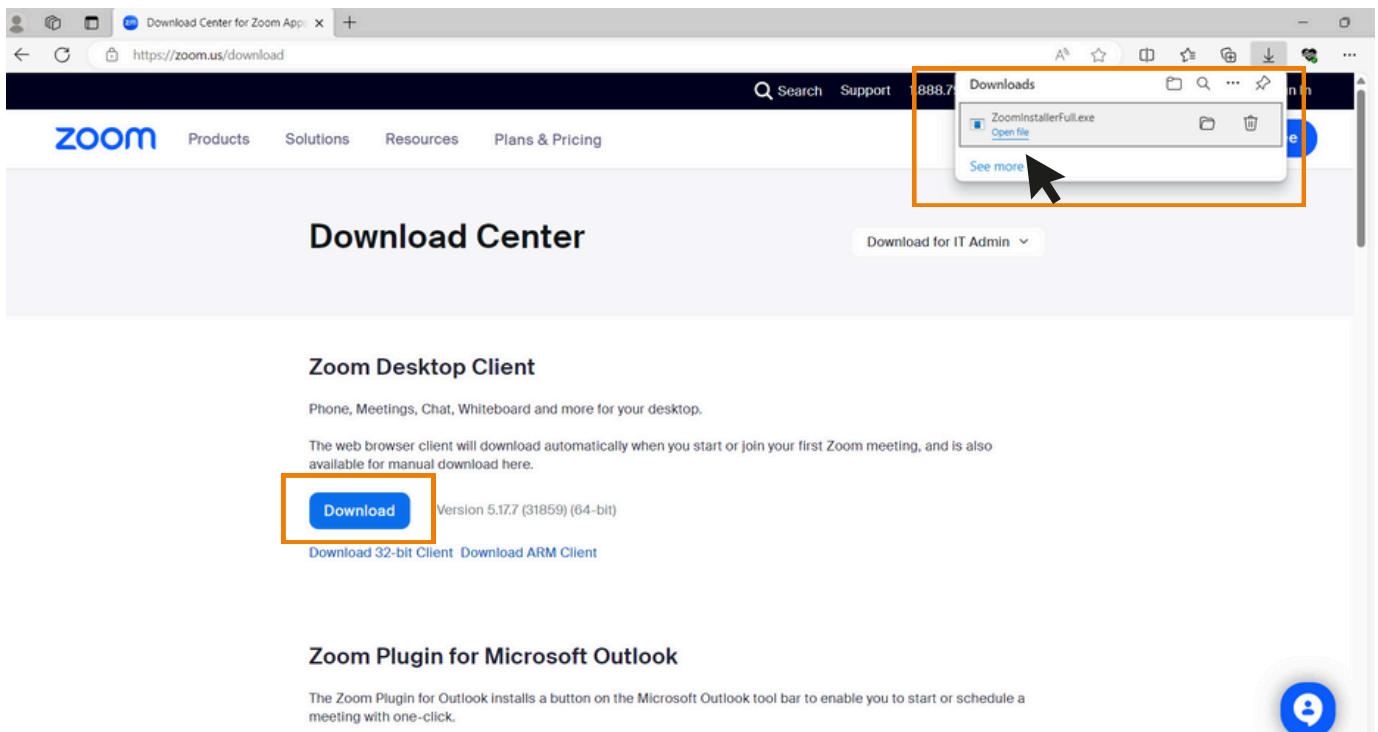 Download Center for Zoom App
https://zoom.us/download
Search Support 1.888.79
Downloads
ZoomInstallerFull.exe
Open file
See more
zoom Products Solutions Resources Plans & Pricing
Download Center
Download for IT Admin
Zoom Desktop Client
Phone, Meetings, Chat, Whiteboard and more for your desktop.
The web browser client will download automatically when you start or join your first Zoom meeting, and is also
available for manual download here.
Download Version 5.17.7 (31859) (64-bit)
Download 32-bit Client Download ARM Client
Zoom Plugin for Microsoft Outlook
The Zoom Plugin for Outlook installs a button on the Microsoft Outlook tool bar to enable you to start or schedule a
meeting with one-click.